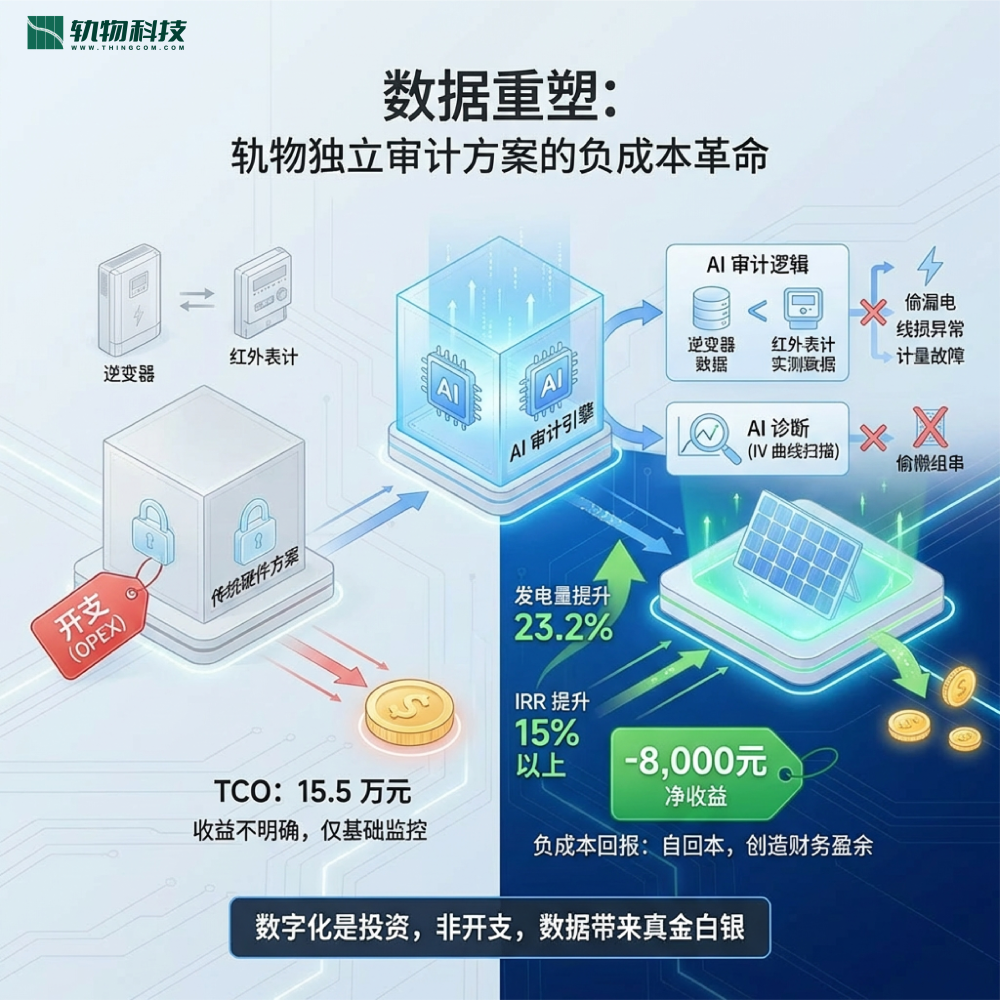 轨物科技
WWW.THINGCOM.COM
数据重塑：
轨物独立审计方案的负成本革命
逆变器
红外表计
AI
AI
AI 审计引擎
AI 审计逻辑
逆变器
数据
<
红外表计
实测数据
偷漏电
线损异常
计量故障
AI 诊断
(IV 曲线扫描)
偷懒组串
传统硬件方案
开支
(OPEX)
TCO：15.5 万元
收益不明确，仅基础监控
发电量提升
23.2%
IRR 提升
15%
以上
-8,000元
净收益
负成本回报：自回本，创造财务盈余
数字化是投资，非开支，数据带来真金白银